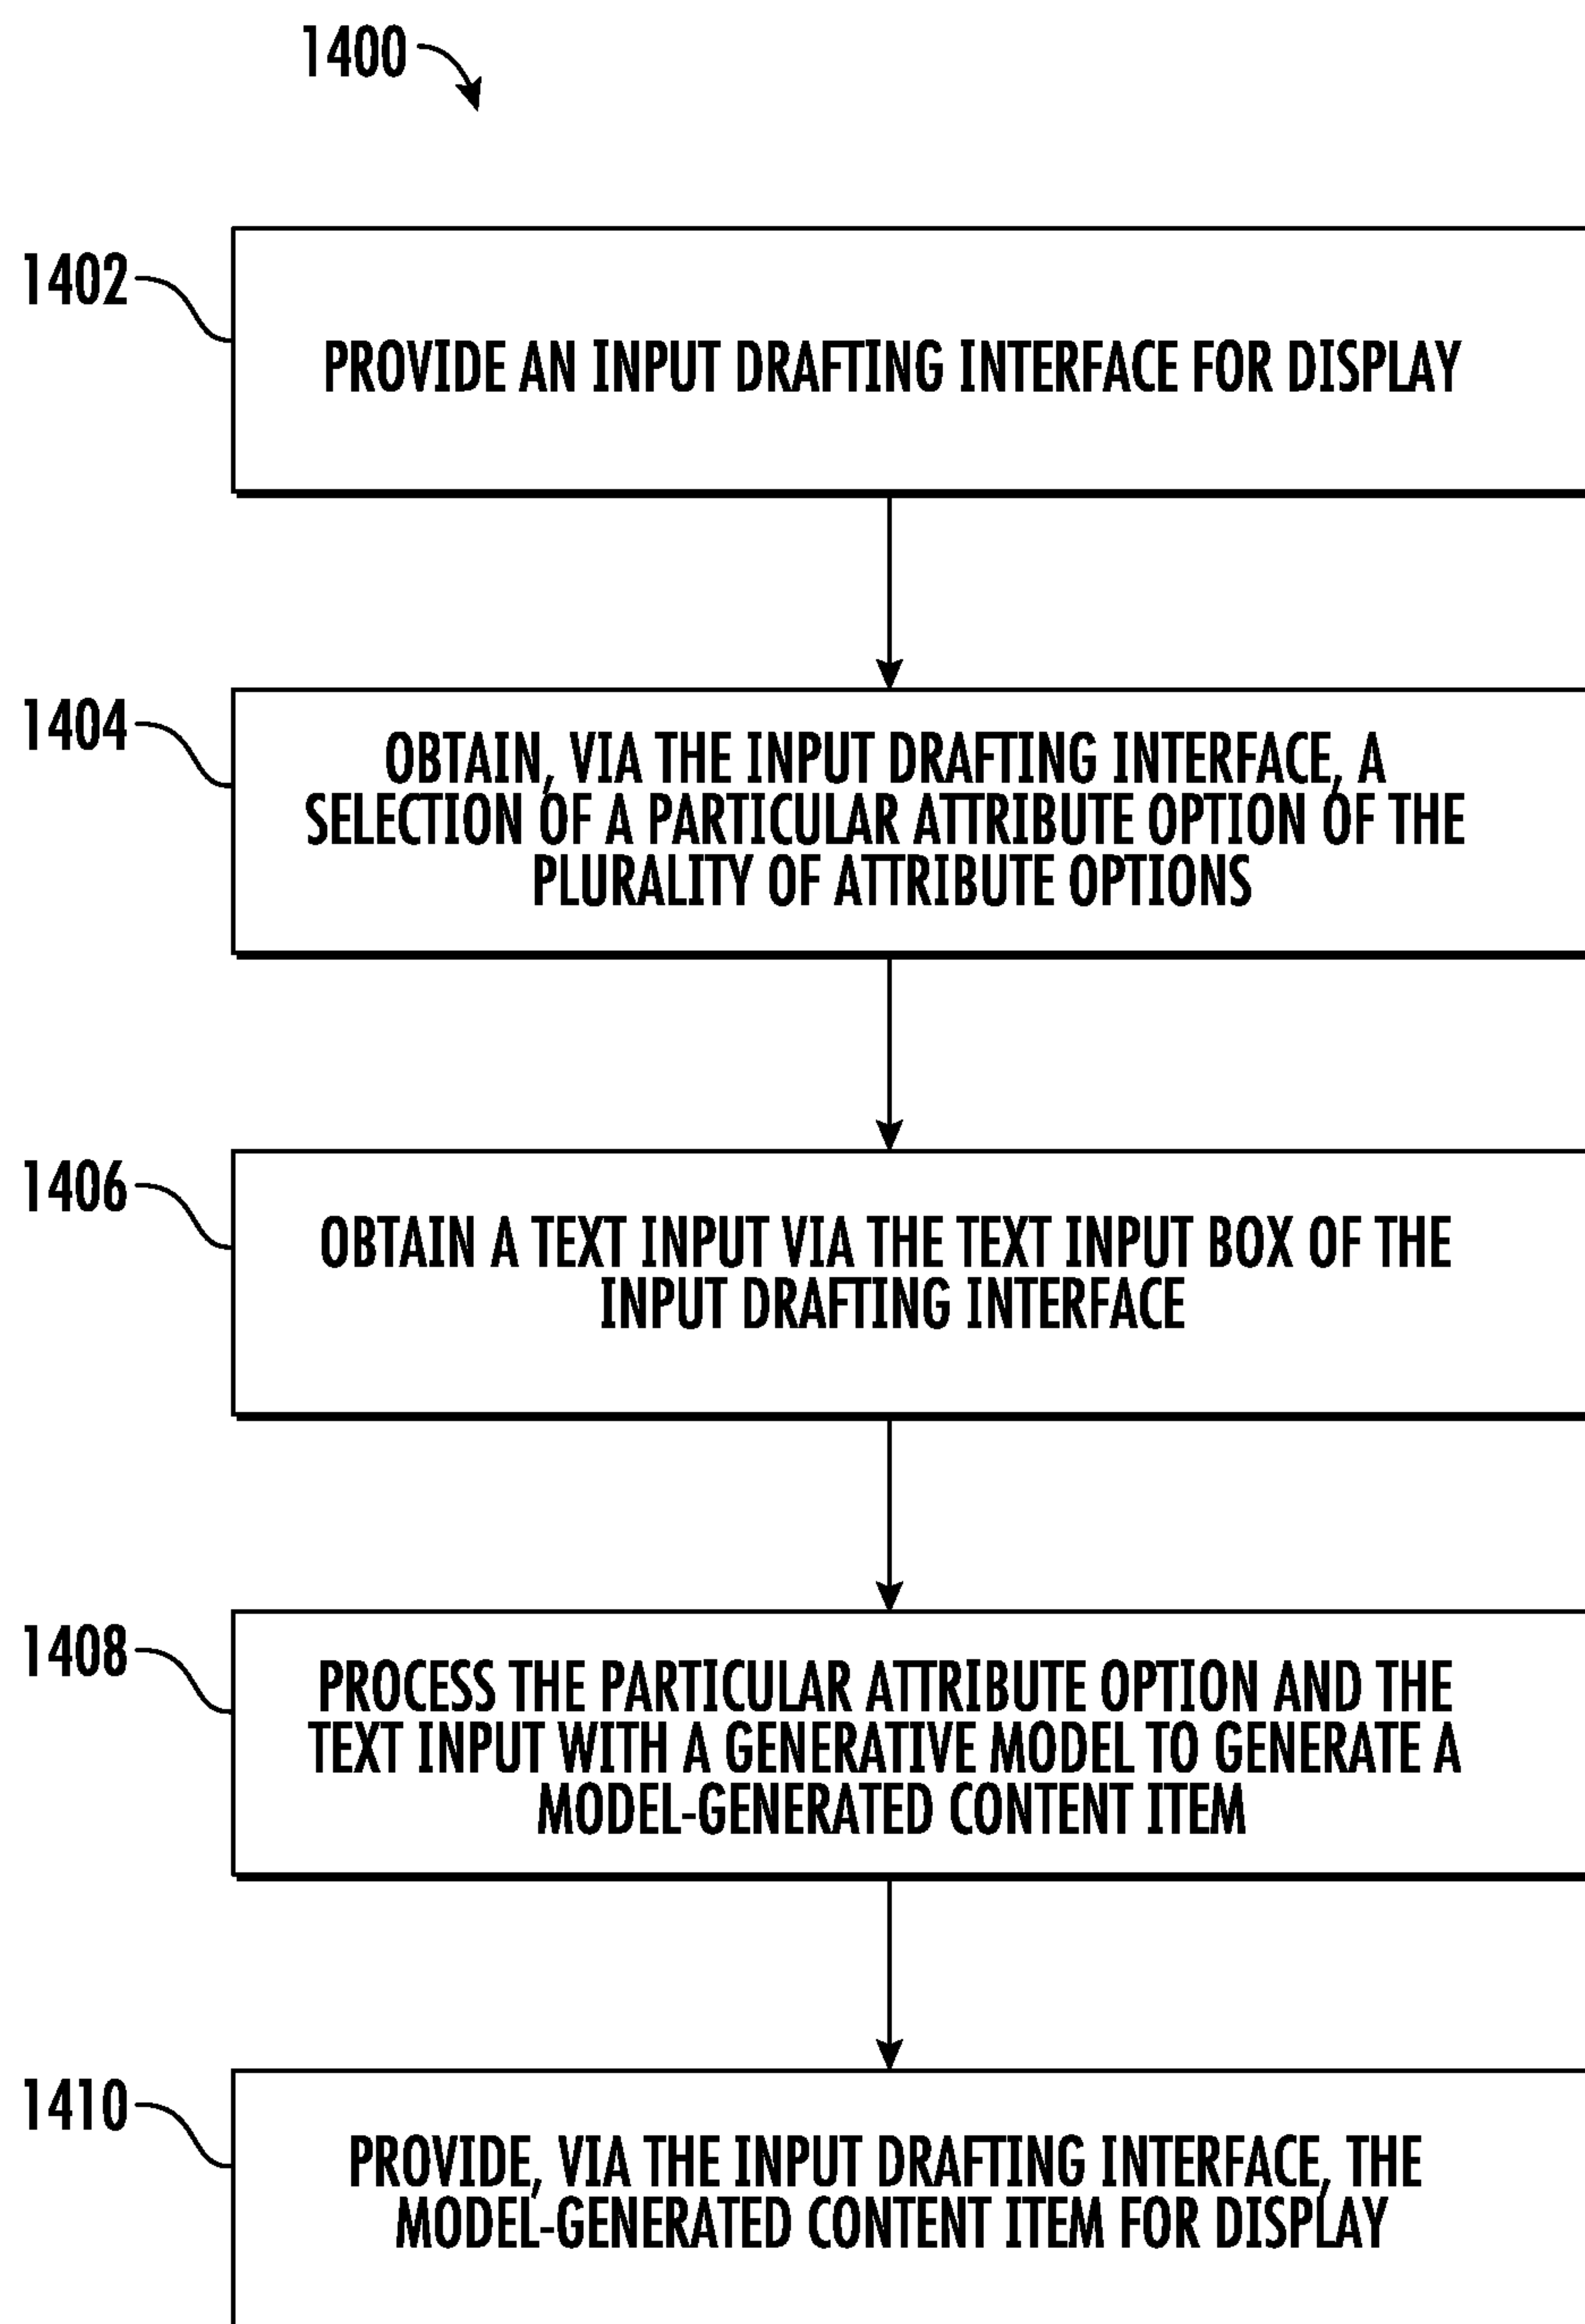 1400
1402
PROVIDE AN INPUT DRAFTING INTERFACE FOR DISPLAY
1404
OBTAIN, VIA THE INPUT DRAFTING INTERFACE, A
SELECTION OF A PARTICULAR ATTRIBUTE OPTION OF THE
PLURALITY OF ATTRIBUTE OPTIONS
1406
OBTAIN A TEXT INPUT VIA THE TEXT INPUT BOX OF THE
INPUT DRAFTING INTERFACE
1408
PROCESS THE PARTICULAR ATTRIBUTE OPTION AND THE
TEXT INPUT WITH A GENERATIVE MODEL TO GENERATE A
MODEL-GENERATED CONTENT ITEM
1410
PROVIDE, VIA THE INPUT DRAFTING INTERFACE, THE
MODEL-GENERATED CONTENT ITEM FOR DISPLAY